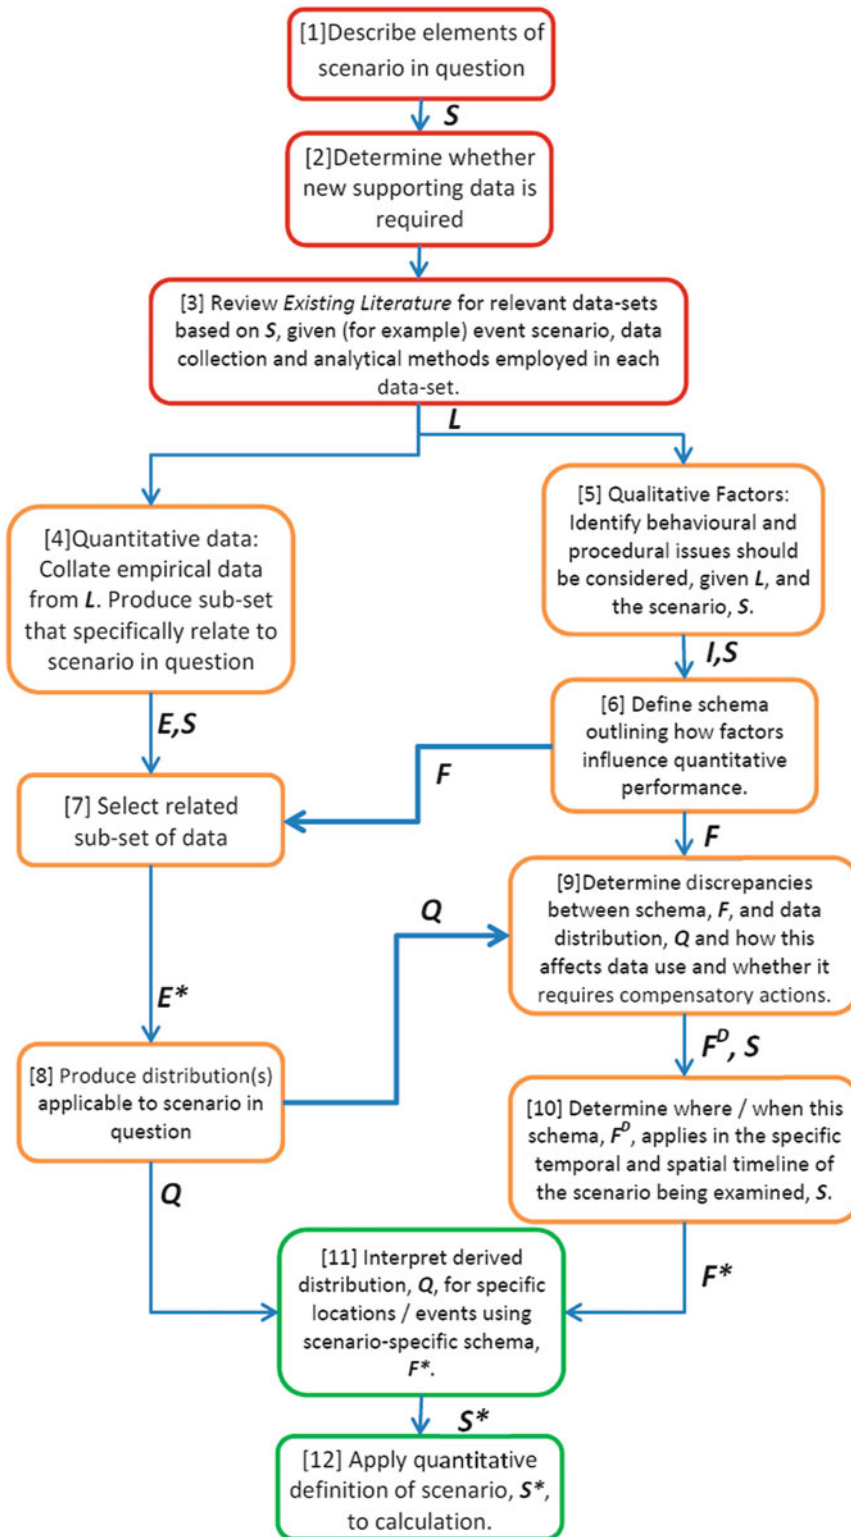 [1]Describe elements of
scenario in question
S
[2]Determine whether
new supporting data is
required
[3] Review Existing Literature for relevant data-sets
based on S, given (for example) event scenario, data
collection and analytical methods employed in each
data-set.
L
[4]Quantitative data:
Collate empirical data
from L. Produce sub-set
that specifically relate to
scenario in question
[5] Qualitative Factors:
Identify behavioural and
procedural issues should
be considered, given L, and
the scenario, S.
E,S
I,S
[6] Define schema
outlining how factors
influence quantitative
performance.
F
[7] Select related
sub-set of data
F
[9]Determine discrepancies
between schema, F, and data
distribution, Q and how this
affects data use and whether it
requires compensatory actions.
Q
E*
[8] Produce distribution(s)
applicable to scenario in
question
F^D, S
[10] Determine where / when this
schema, F^D, applies in the specific
temporal and spatial timeline of
the scenario being examined, S.
Q
F*
[11] Interpret derived
distribution, Q, for specific
locations / events using
scenario-specific schema,
F*.
S*
[12] Apply quantitative
definition of scenario, S*,
to calculation.